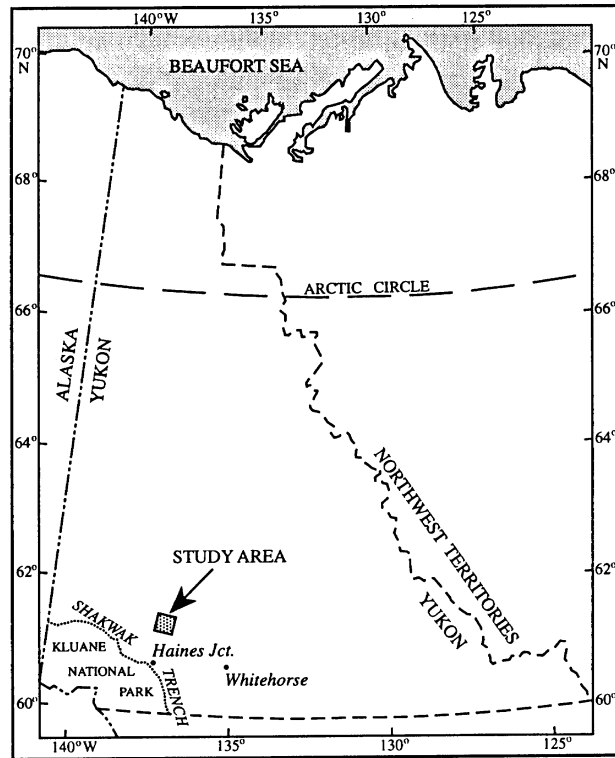 140°W 135° 130° 125°
70°
N
70°
N
BEAUFORT SEA
68°
68°
ARCTIC CIRCLE
66°
66°
ALASKA
YUKON
64°
64°
NORTHWEST TERRITORIES
YUKON
STUDY AREA
62°
62°
SHAKWAK
TRENCH
KLUANE
NATIONAL
PARK
Haines Jct.
Whitehorse
60°
60°
140°W 135° 130° 125°